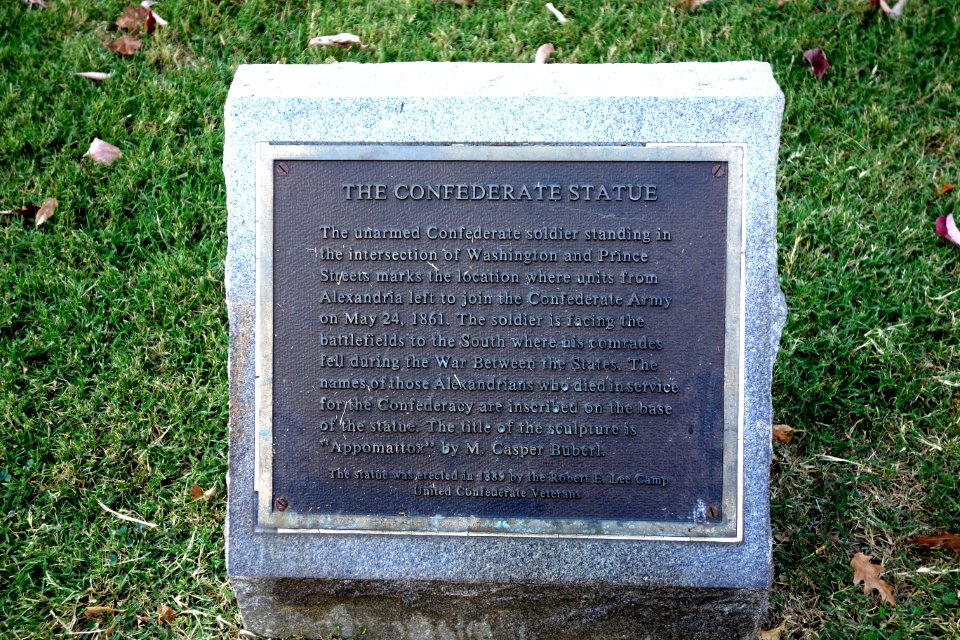 THE CONFEDERATE STATUE
The unarmed Confederate soldier standing in
the intersection of Washington and Prince
Streets marks the location where units from
Alexandria left to join the Confederate Army
on May 24, 1861. The soldier is facing the
battlefields to the South where his comrades
fell during the War Between the States. The
names of those Alexandrians who died in service
for the Confederacy are inscribed on the base
of the statue. The title of the sculpture is
"Appomattox" by M. Casper Buberl.
The statue was erected in 1889 by the Robert E. Lee Camp
United Confederate Veterans